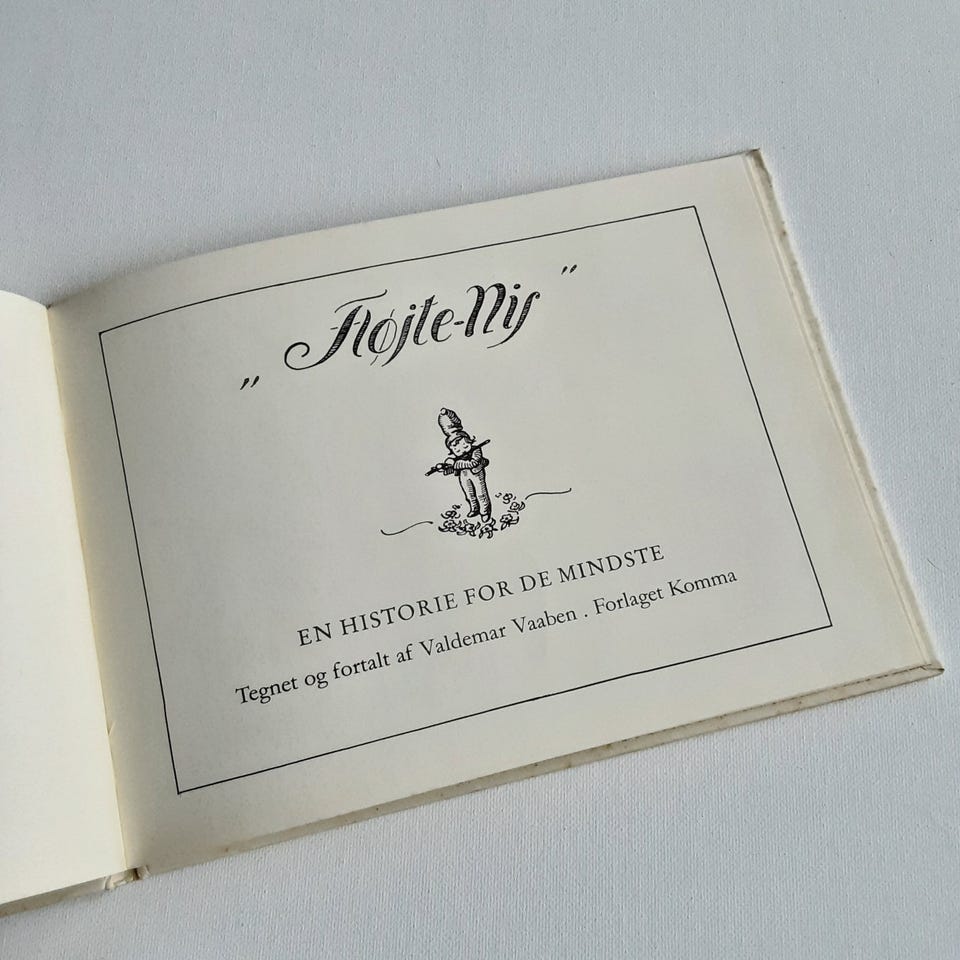 „Fløjte-Nis”
EN HISTORIE FOR DE MINDSTE
Tegnet og fortalt af Valdemar Vaaben . Forlaget Komma